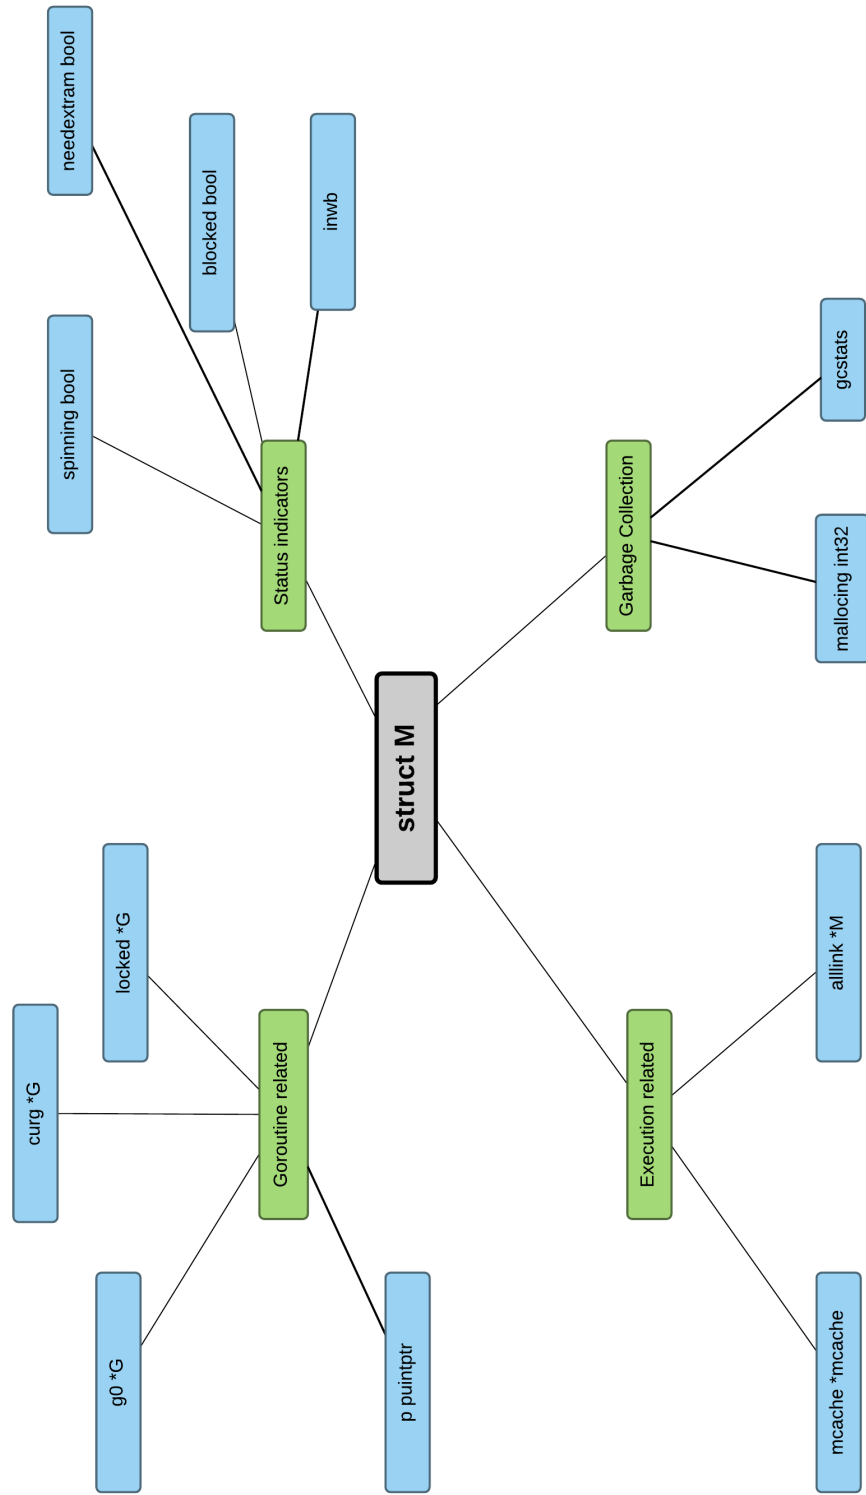 curg *G
g0 *G
locked *G
spinning bool
needextram bool
blocked bool
inwb
Goroutine related
Status indicators
p puintptr
struct M
Execution related
Garbage Collection
mcache *mcache
alllink *M
mallocing int32
gcstats